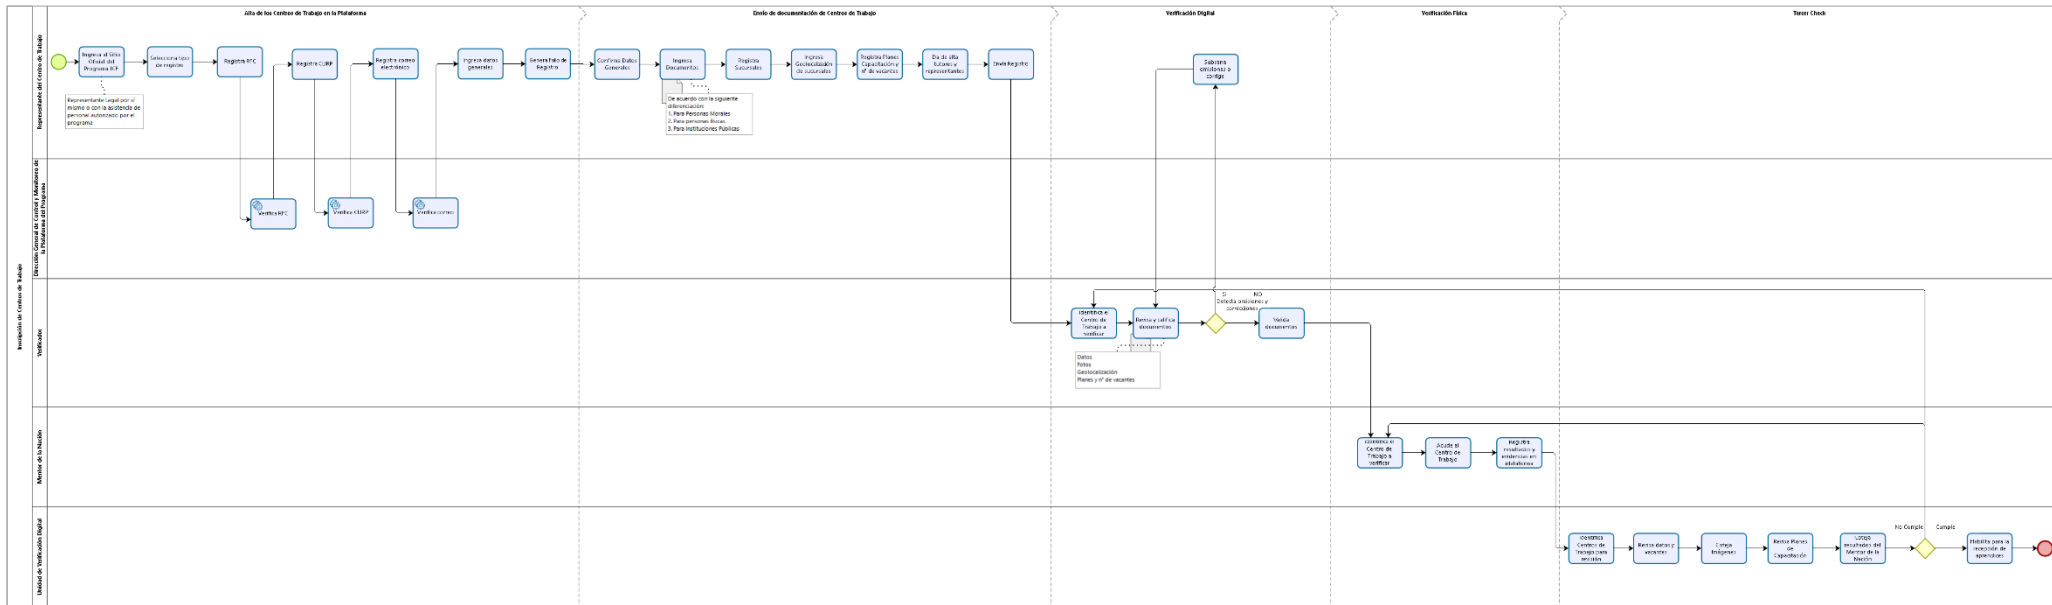 Alta de los Centros de Trabajo en la Plataforma
Envío de documentación de Centros de Trabajo
Verificación Digital
Verificación Física
Tercer Check
Inscripción de Centros de Trabajo
Representante del Centro de Trabajo
Ingresa al Sitio
Oficial del
Programa JCF
Selecciona tipo
de registro
Registra RFC
Registra CURP
Registra correo
electrónico
Ingresa datos
generales
Genera Folio de
Registro
Confirma Datos
Generales
Ingresa
Documentos
Registra
Sucursales
Ingresa
Geolocalización
de sucursales
Registra Planes
Capacitación y
nº de vacantes
Da de alta
tutores y
representantes
Envía Registro
Subsana
omisiones o
corrige
Representante Legal por sí
mismo o con la asistencia de
personal autorizado por el
programa
De acuerdo con la siguiente
diferenciación:
1. Para Personas Morales
2. Para personas físicas
3. Para Instituciones Públicas
Dirección General de Control y Monitoreo de
la Plataforma del Programa
Verifica RFC
Verifica CURP
Verifica correo
Verificador
Identifica el
Centro de
Trabajo a
verificar
Revisa y califica
documentos
SI
NO
Detecta omisiones y
correcciones
Valida
documentos
Datos
Fotos
Geolocalización
Planes y nº de vacantes
Mentor de la Nación
Identifica el
Centro de
Trabajo a
verificar
Acude al
Centro de
Trabajo
Registra
resultados y
evidencias en
plataforma
Unidad de Verificación Digital
Identifica
Centros de
Trabajo para
revisión
Revisa datos y
vacantes
Coteja
Imágenes
Revisa Planes
de
Capacitación
Coteja
resultados del
Mentor de la
Nación
No Cumple
Cumple
Habilita para la
recepción de
aprendices